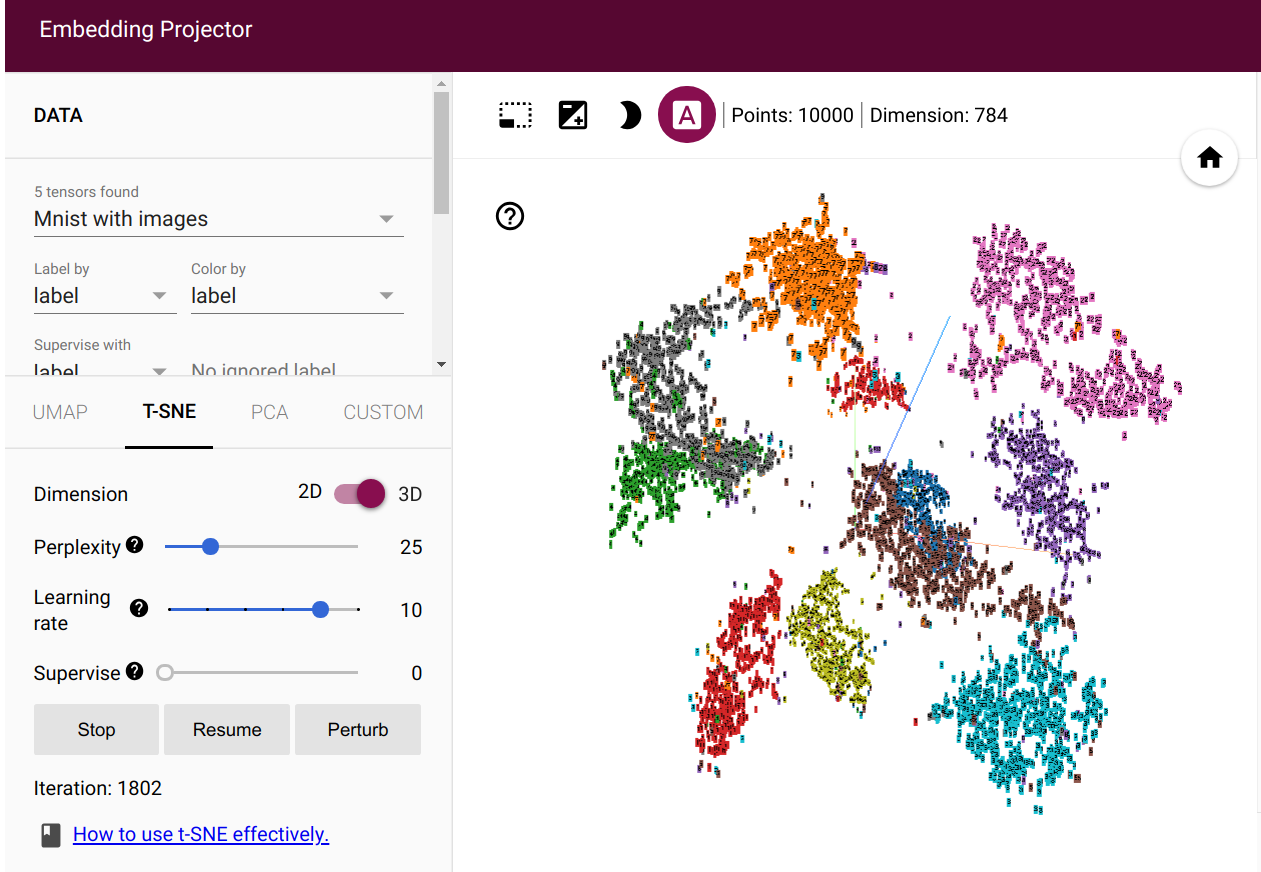 Embedding Projector
DATA
5 tensors found
Mnist with images
Label by
Color by
label
label
Supervise with
label
No ignored label
UMAP
T-SNE
PCA
CUSTOM
Dimension
2D
3D
Perplexity
25
Learning
rate
10
Supervise
0
Stop
Resume
Perturb
Iteration: 1802
How to use t-SNE effectively.
A
Points: 10000
Dimension: 784